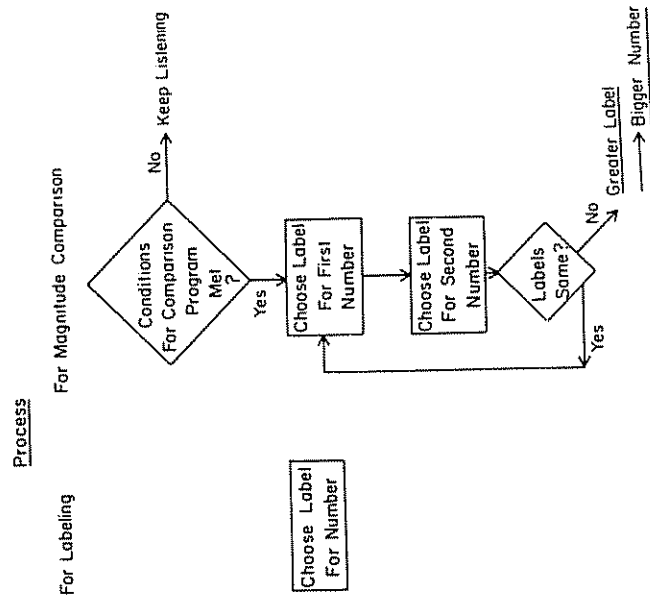 Process
For Labeling
For Magnitude Comparison
Choose Label
For Number
Conditions
For Comparison
Program
Met
?
No
Keep Listening
Yes
Choose Label
For First
Number
Choose Label
For Second
Number
Labels
Same?
Yes
No
Greater Label
Bigger Number